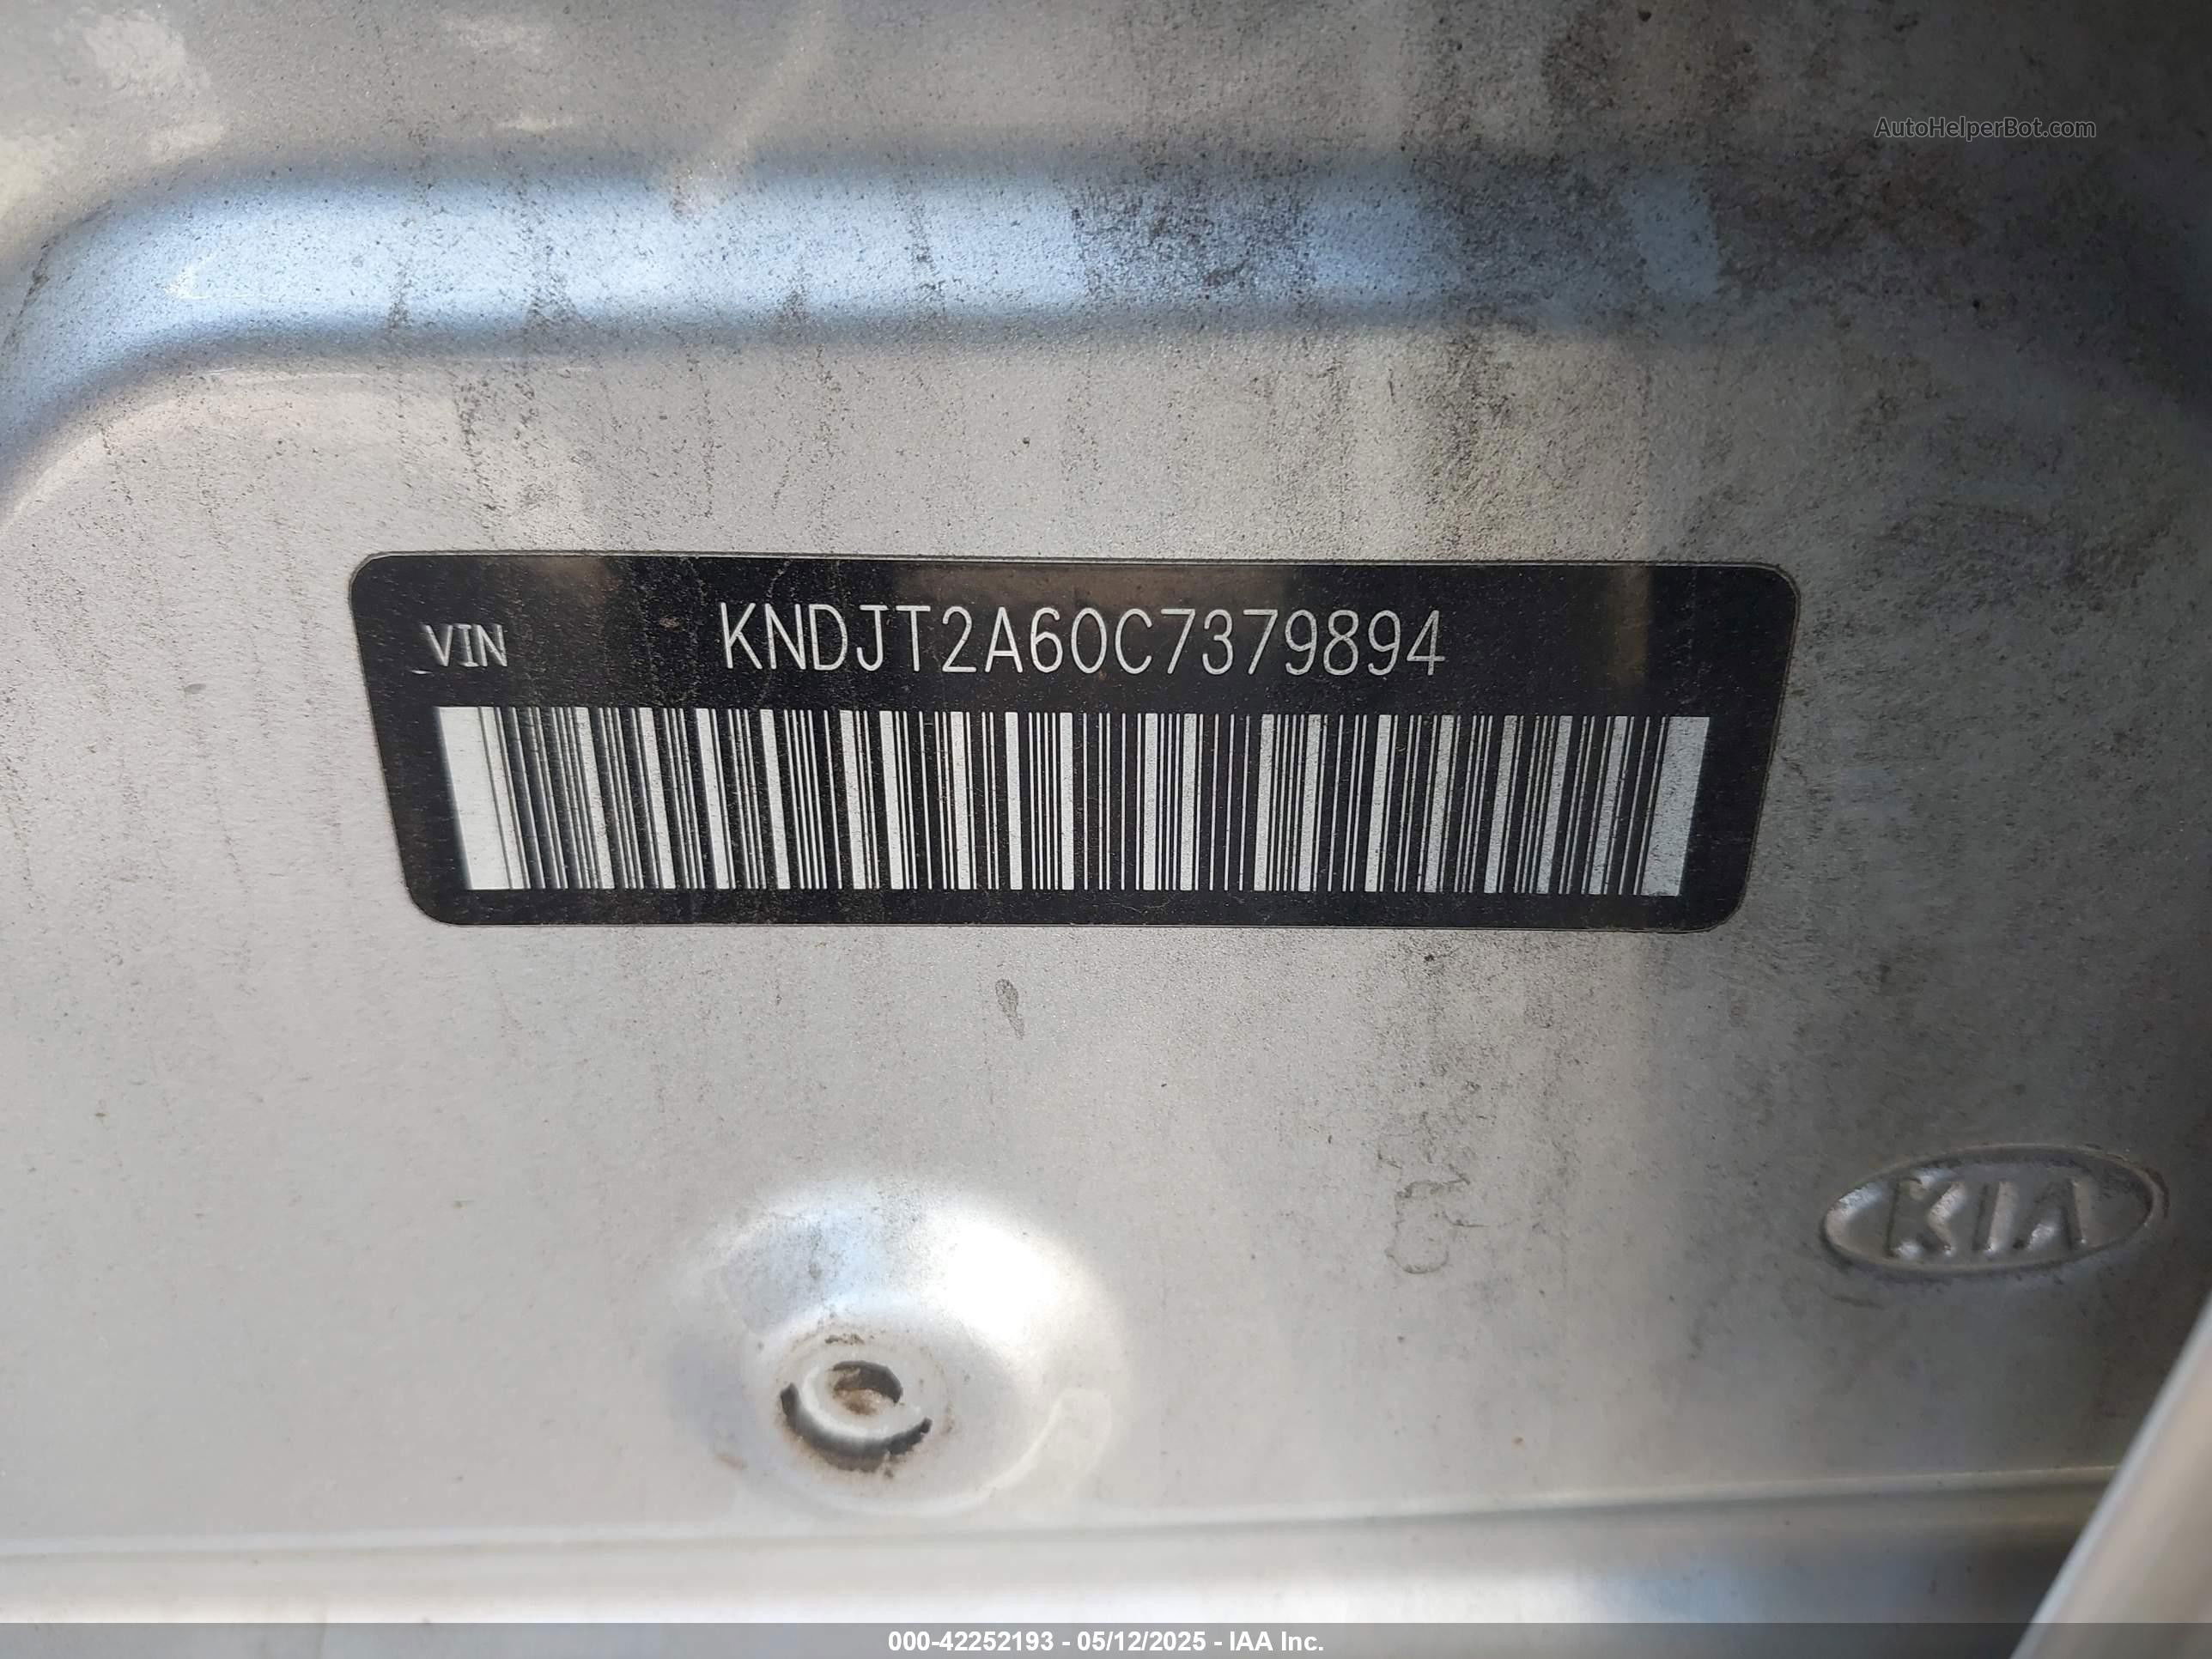 AutoHelperBot.com
VIN KNDJT2A60C7379894
KIA
000-42252193 - 05/12/2025 - IAA Inc.